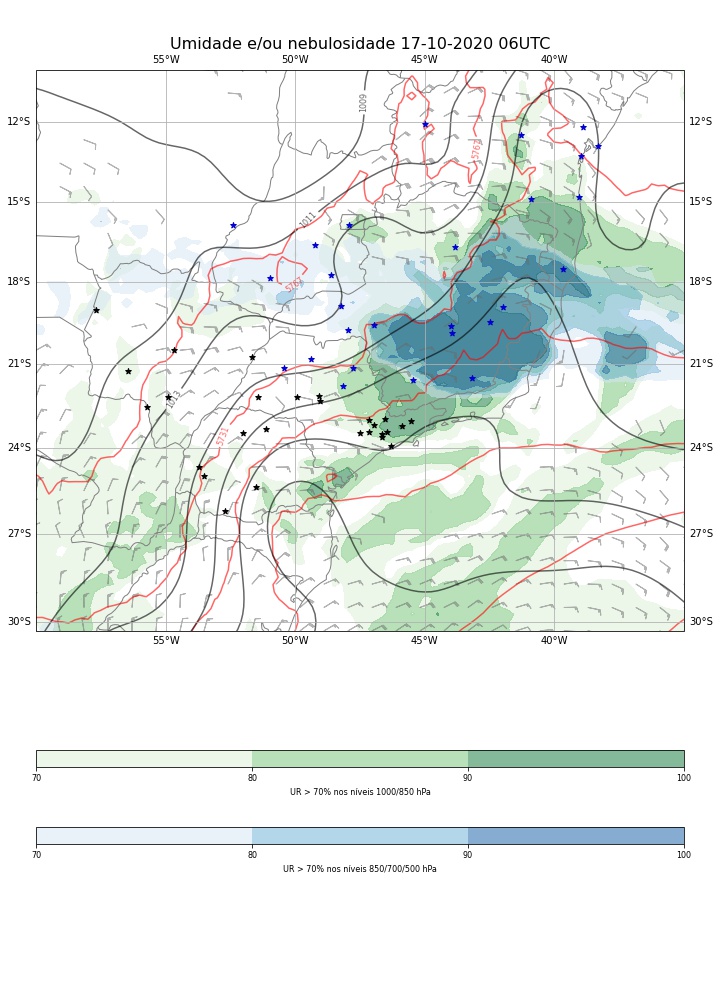 Umidade e/ou nebulosidade 17-10-2020 06UTC
55°W 50°W 45°W 40°W
1009
12°S 12°S
5767
15°S 15°S
1011
18°S 18°S
5767
21°S 21°S
1013
5731
24°S 24°S
27°S 27°S
30°S 30°S
55°W 50°W 45°W 40°W
70 80 90 100
UR > 70% nos níveis 1000/850 hPa
70 80 90 100
UR > 70% nos níveis 850/700/500 hPa